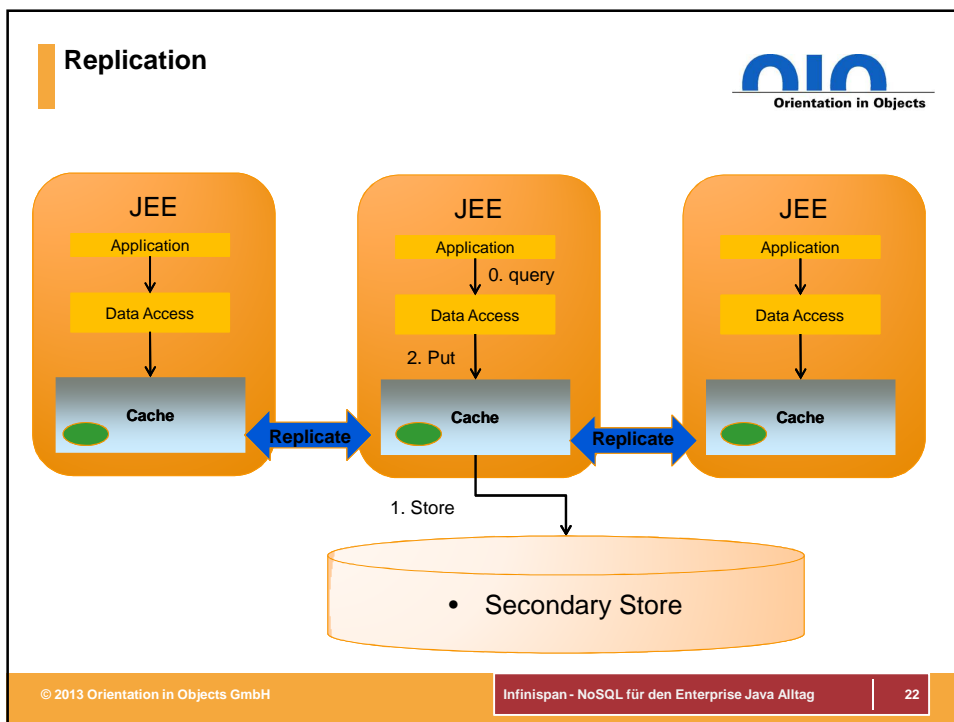 Replication
OIO
Orientation in Objects
JEE
JEE
JEE
Application
Application
Application
0. query
Data Access
Data Access
Data Access
2. Put
Cache
Cache
Cache
Replicate
Replicate
1. Store
• Secondary Store
© 2013 Orientation in Objects GmbH
Infinispan - NoSQL für den Enterprise Java Alltag
22